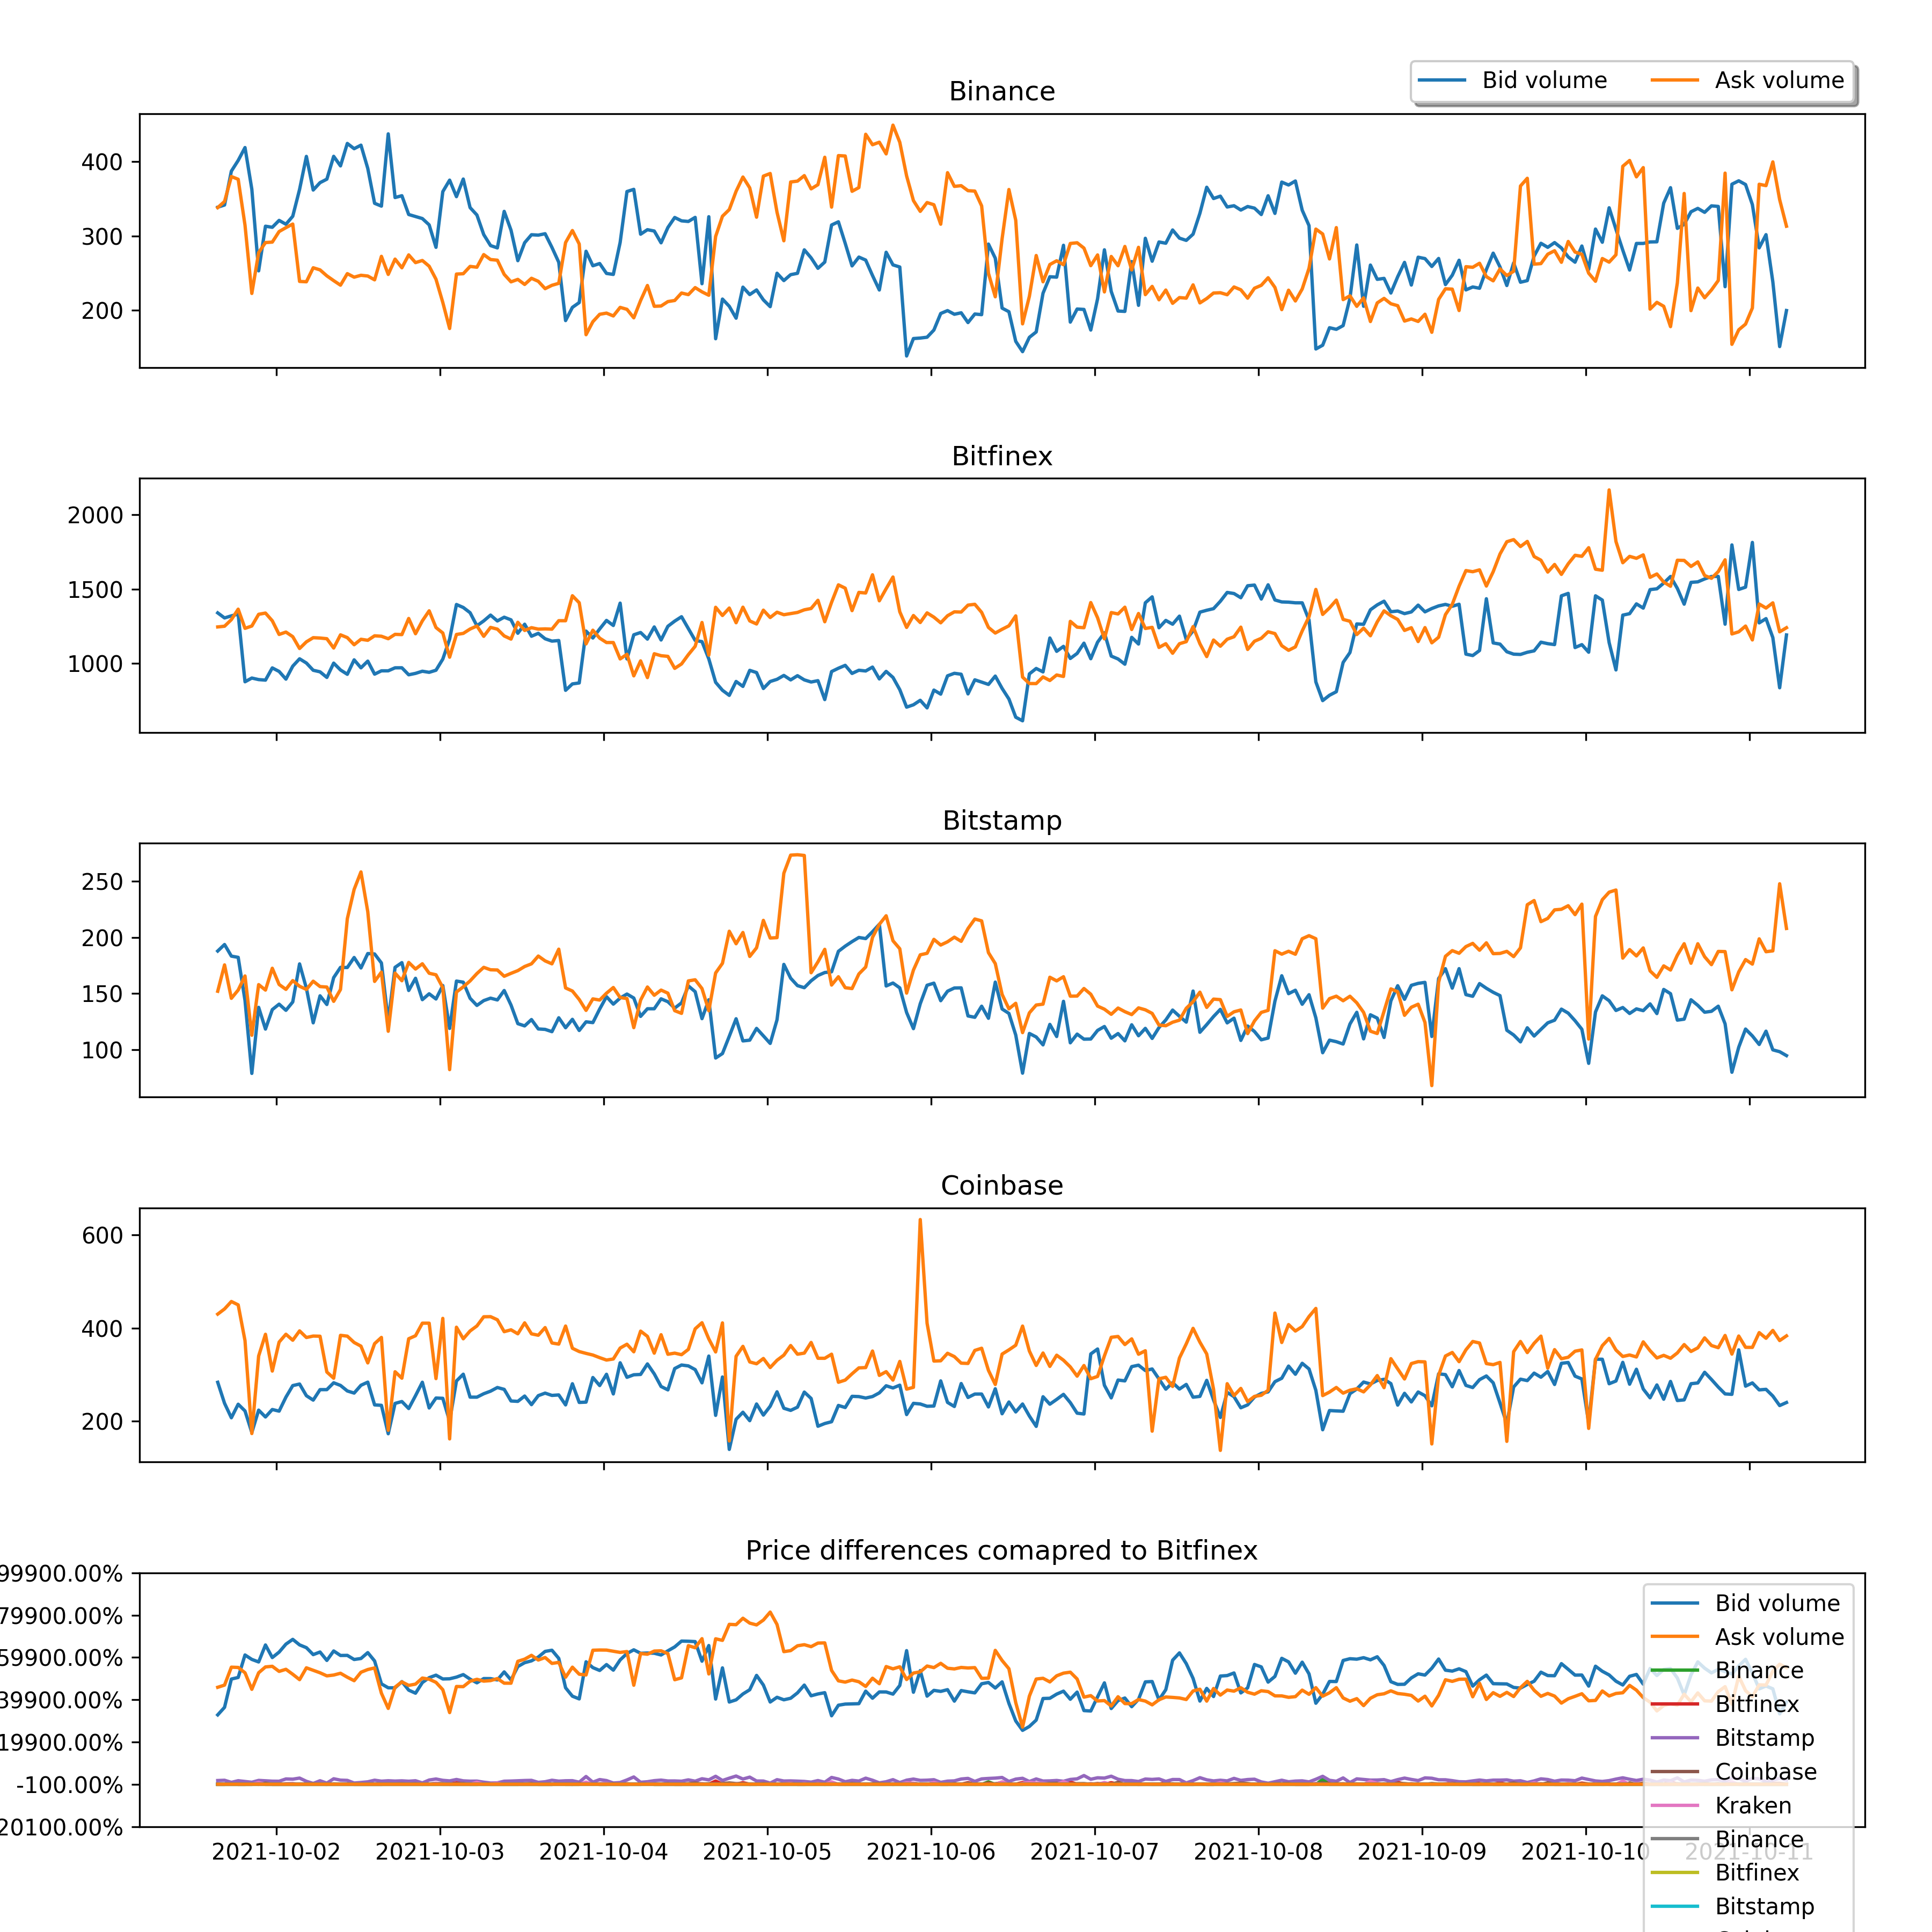 Bid volume Ask volume
Binance
400
300
200
Bitfinex
2000
1500
1000
Bitstamp
250
200
150
100
Coinbase
600
400
200
Price differences comapred to Bitfinex
99900.00%
79900.00%
59900.00%
39900.00%
19900.00%
-100.00%
20100.00%
Bid volume
Ask volume
Binance
Bitfinex
Bitstamp
Coinbase
Kraken
Binance
Bitfinex
Bitstamp
2021-10-02 2021-10-03 2021-10-04 2021-10-05 2021-10-06 2021-10-07 2021-10-08 2021-10-09 2021-10-10 2021-10-11